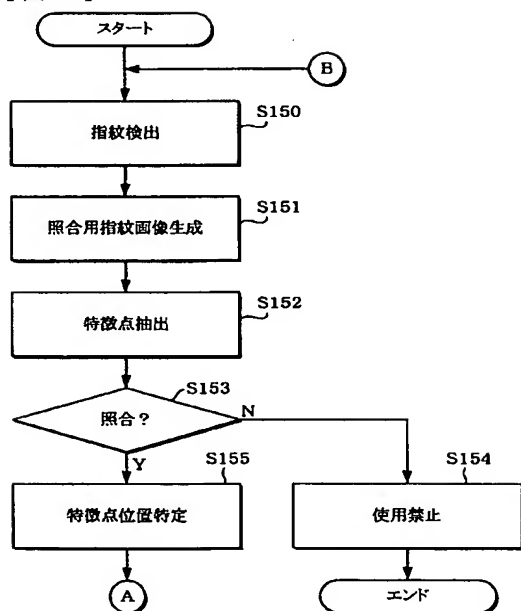 スタート
B
S150
指紋検出
S151
照合用指紋画像生成
S152
特徴点抽出
S153
照合？
N
Y
S155
特徴点位置特定
S154
使用禁止
A
エンド